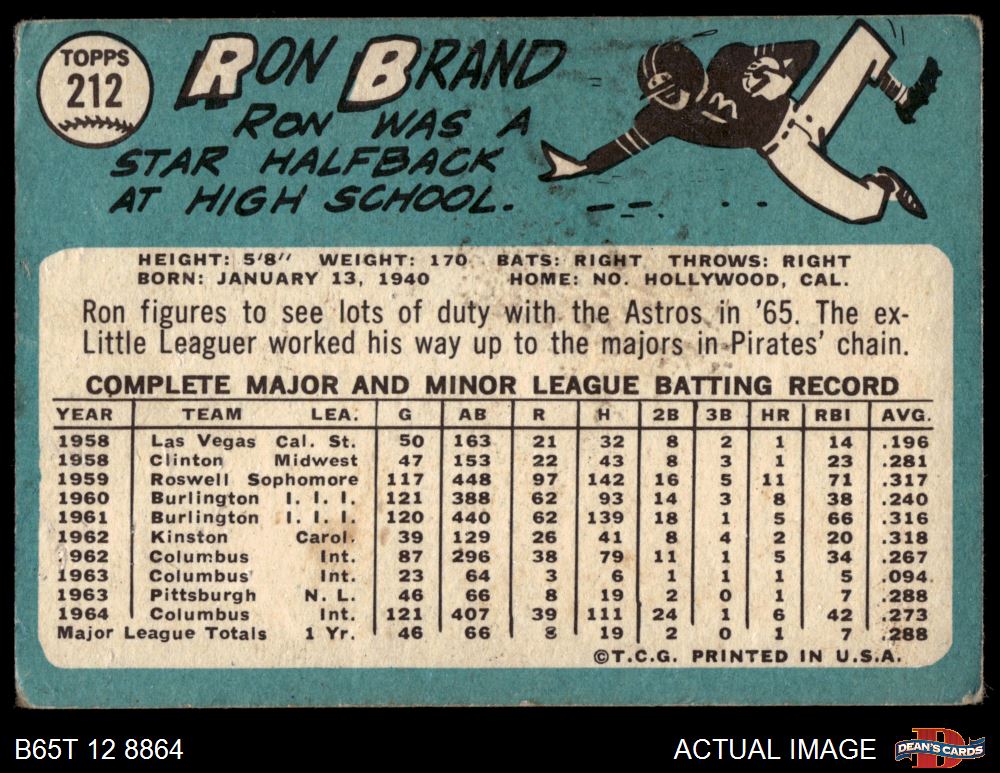 TOPPS
212
RON BRAND
RON WAS A
STAR HALFBACK
AT HIGH SCHOOL.
HEIGHT: 5'8" WEIGHT: 170 BATS: RIGHT THROWS: RIGHT
BORN: JANUARY 13, 1940 HOME: NO. HOLLYWOOD, CAL.
Ron figures to see lots of duty with the Astros in '65. The ex-
Little Leaguer worked his way up to the majors in Pirates' chain.
COMPLETE MAJOR AND MINOR LEAGUE BATTING RECORD
YEAR TEAM LEA. G AB R H 2B 3B HR RBI AVG.
1958 Las Vegas Cal. St. 50 163 21 32 8 2 1 14 .196
1958 Clinton Midwest 47 153 22 43 8 3 1 23 .281
1959 Roswell Sophomore 117 448 97 142 16 5 11 71 .317
1960 Burlington I. I. I. 121 388 62 93 14 3 8 38 .240
1961 Burlington I. I. I. 120 440 62 139 18 1 5 66 .316
1962 Kinston Carol. 39 129 26 41 8 4 2 20 .318
.962 Columbus Int. 87 296 38 79 11 1 5 34 .267
1963 Columbus Int. 23 64 3 6 1 1 1 5 .094
1963 Pittsburgh N. L. 46 66 8 19 2 0 1 7 .288
1964 Columbus Int. 121 407 39 111 24 1 6 42 .273
Major League Totals 1 Yr. 46 66 8 19 2 0 1 7 .288
©T.C.G. PRINTED IN U.S.A.
B65T 12 8864
ACTUAL IMAGE
D
DEAN'S CARDS